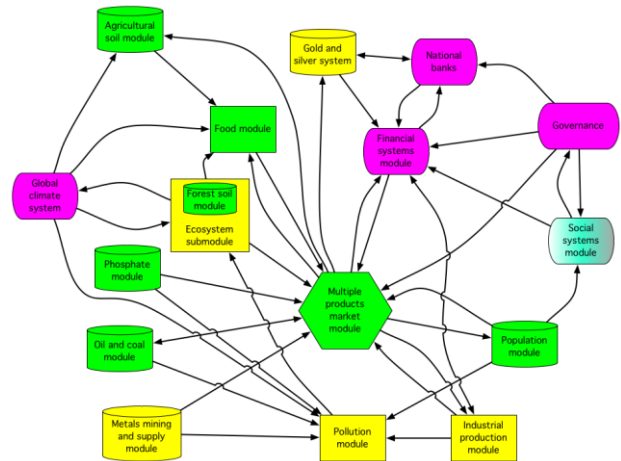 Agricultural
soil module
Gold and
silver system
National
banks
Food module
Financial
systems
module
Governance
Global
climate
system
Forest soil
module
Ecosystem
submodule
Social
systems
module
Phosphate
module
Multiple
products
market
module
Oil and coal
module
Population
module
Metals mining
and supply
module
Pollution
module
Industrial
production
module